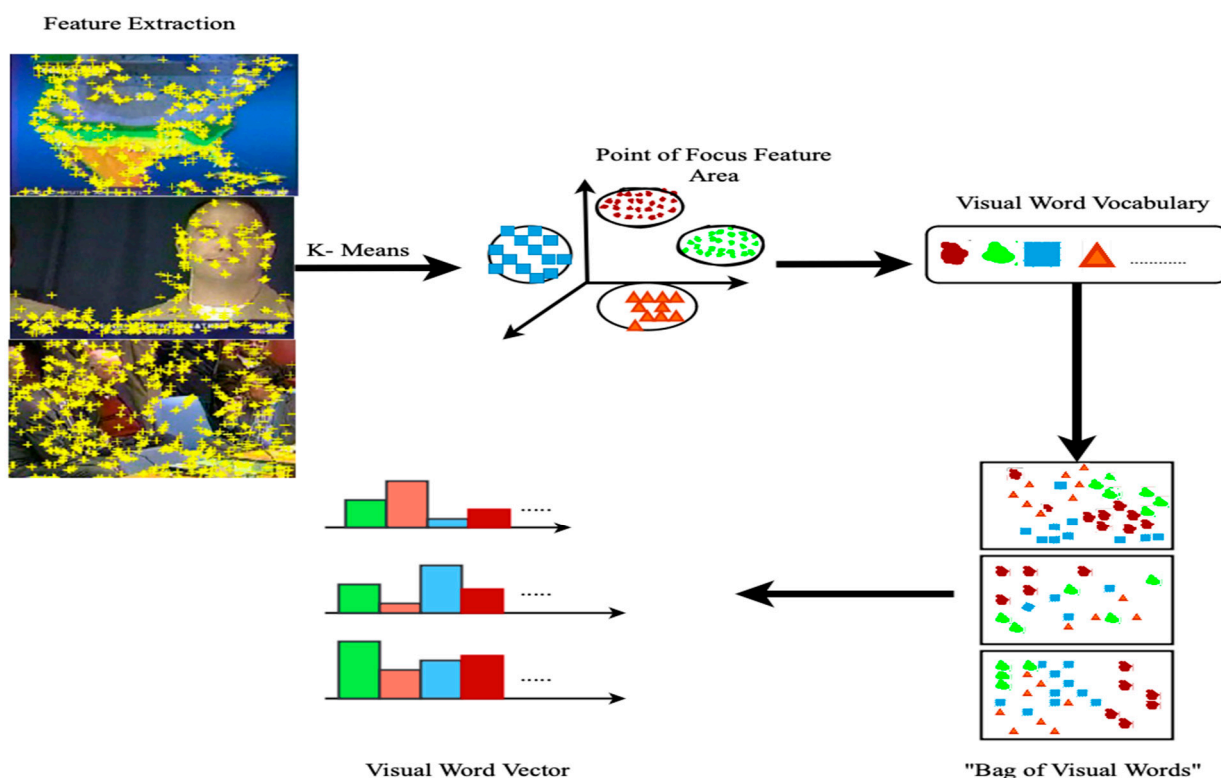 Feature Extraction
K- Means
Point of Focus Feature
Area
Visual Word Vocabulary
............
.....
.....
.....
Visual Word Vector
"Bag of Visual Words"